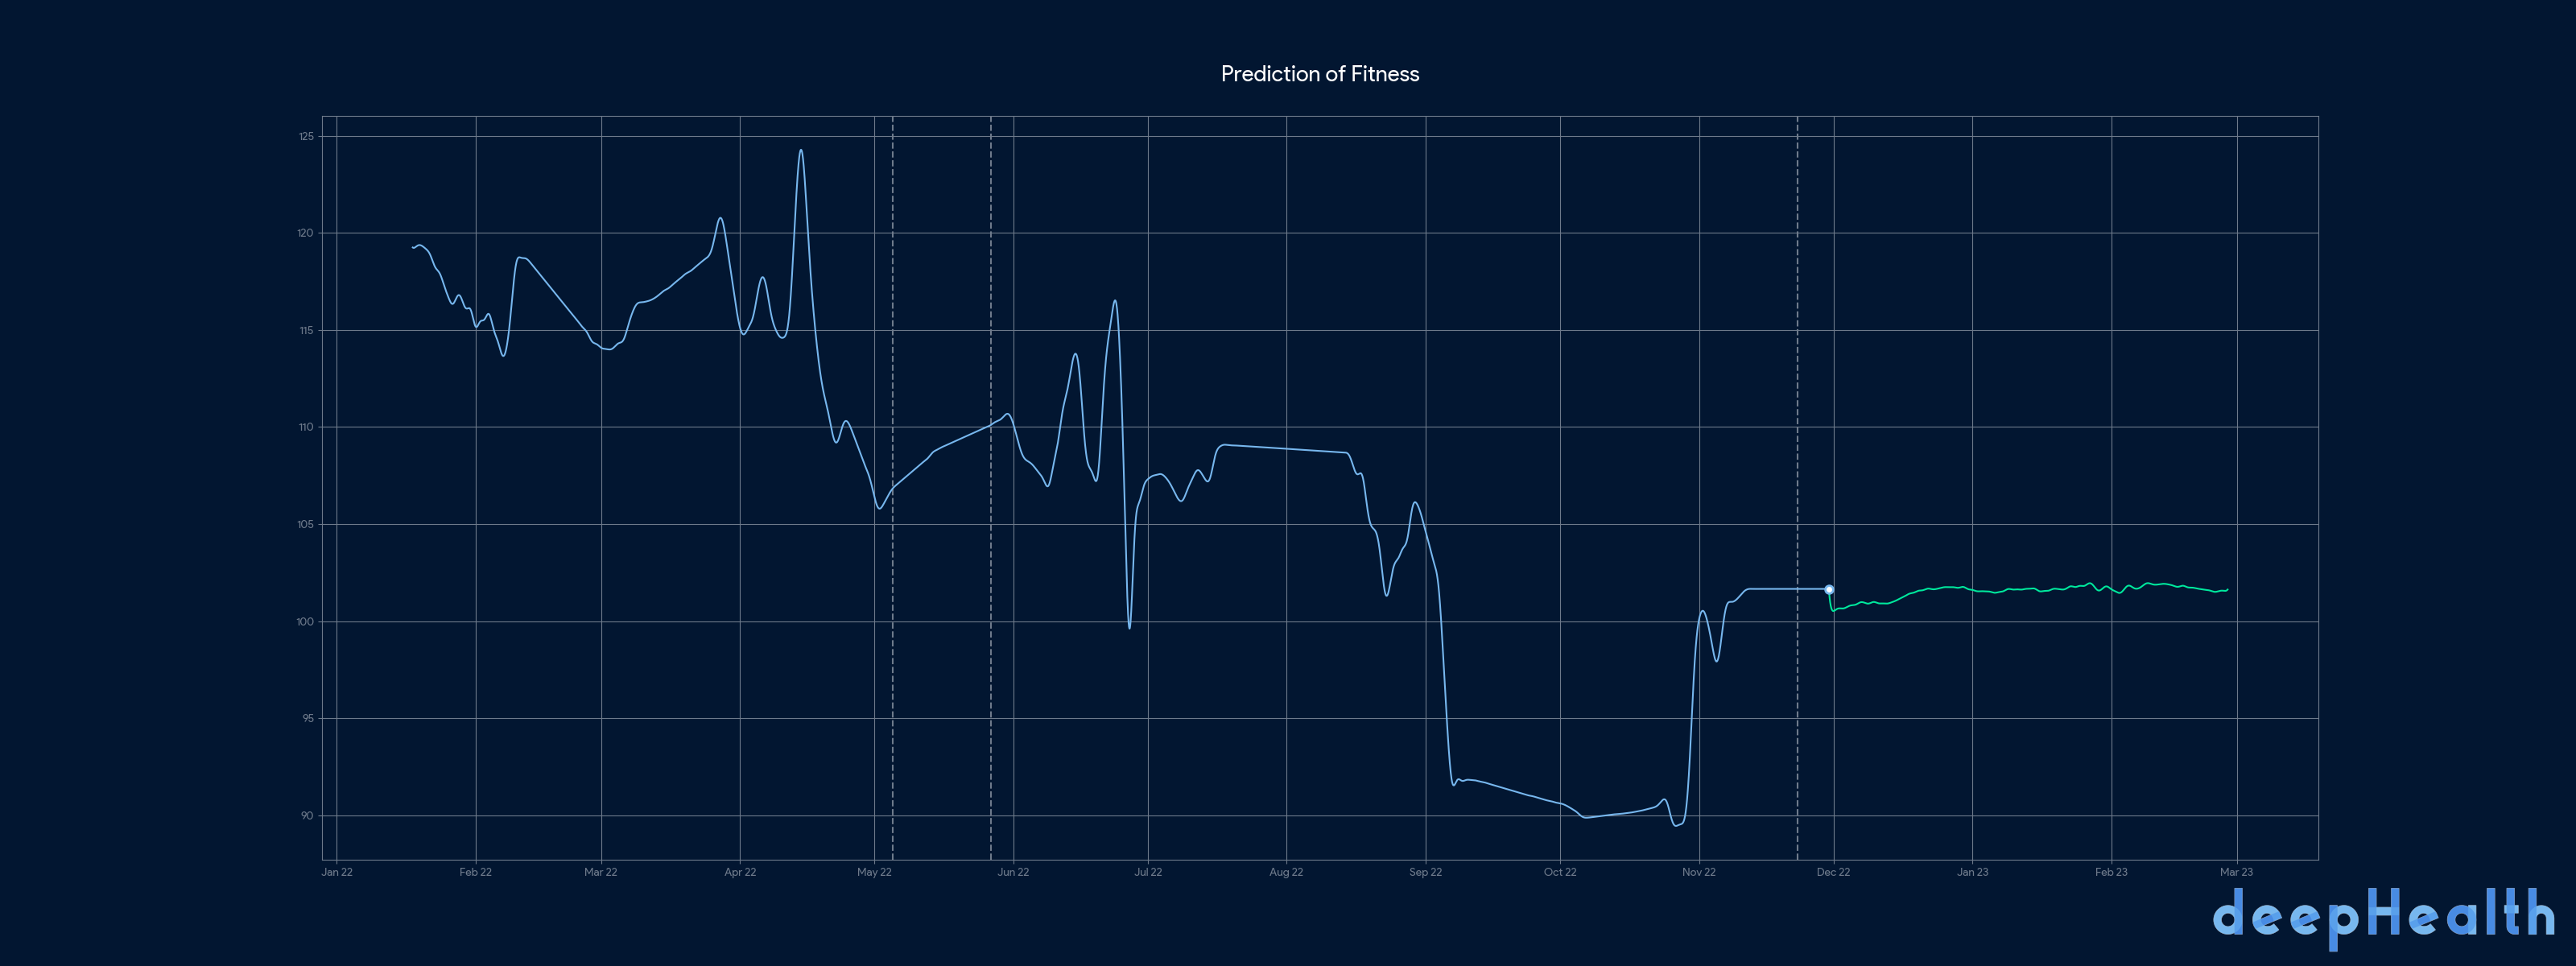 Prediction of Fitness
125
120
115
110
105
100
95
90
Jan 22
Feb 22
Mar 22
Apr 22
May 22
Jun 22
Jul 22
Aug 22
Sep 22
Oct 22
Nov 22
Dec 22
Jan 23
Feb 23
Mar 23
deepHealth